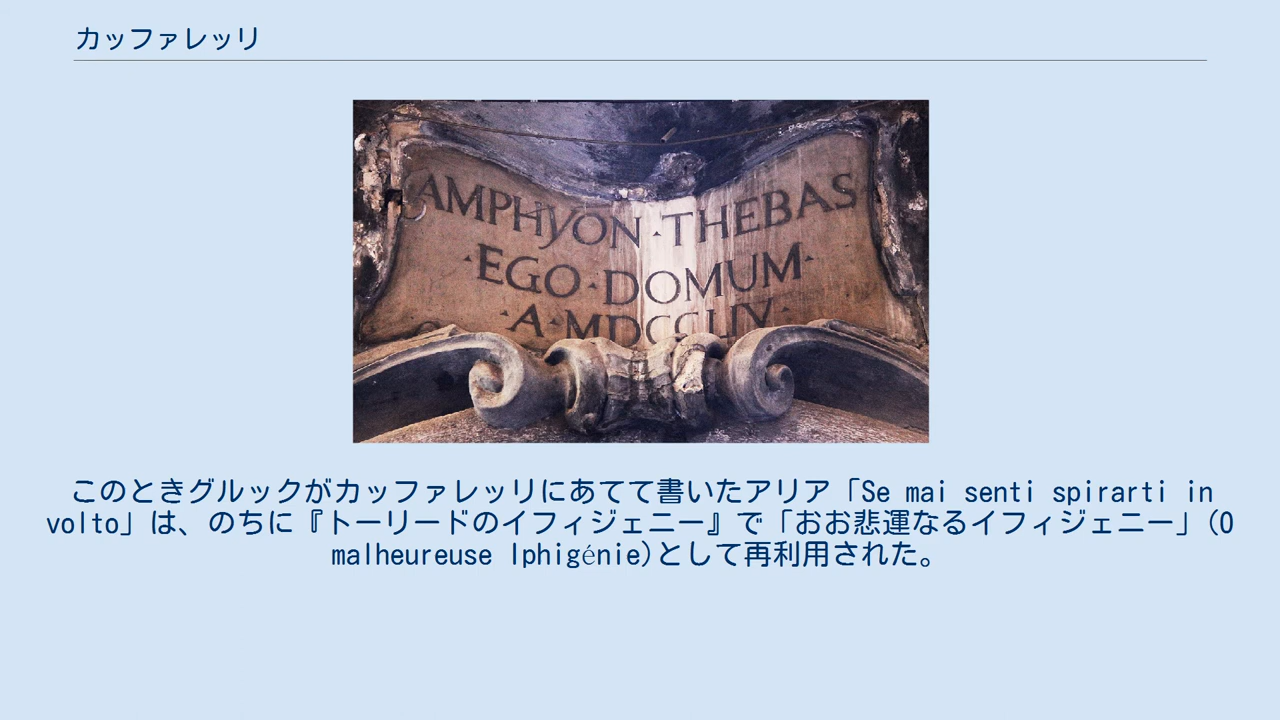 カッファレッリ
AMPHYON · THEBAS
· EGO · DOMUM ·
· A · MDCCLIV ·
このときグルックがカッファレッリにあてて書いたアリア「Se mai senti spirarti in
volto」は、のちに『トーリードのイフィジェニー』で「おお悲運なるイフィジェニー」(O
malheureuse Iphigénie)として再利用された。